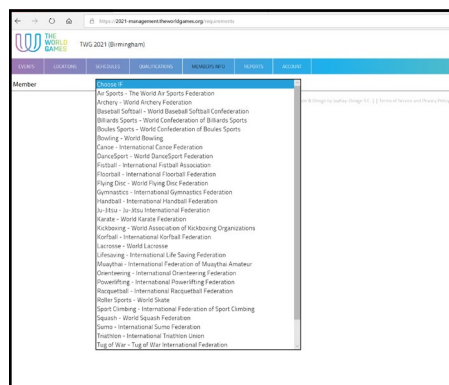 https://2021-management.theworldgames.org/requirements
THE
WORLD
GAMES
TWG 2021 (Birmingham)
EVENTS LOCATIONS SCHEDULES QUALIFICATIONS MEMBERS INFO REPORTS ACCOUNT
Member
Choose IF
Air Sports - The World Air Sports Federation
Archery - World Archery Federation
Baseball Softball - World Baseball Softball Confederation
Billiards Sports - World Confederation of Billiards Sports
Boules Sports - World Confederation of Boules Sports
Bowling - World Bowling
Canoe - International Canoe Federation
DanceSport - World DanceSport Federation
Fistball - International Fistball Association
Floorball - International Floorball Federation
Flying Disc - World Flying Disc Federation
Gymnastics - International Gymnastics Federation
Handball - International Handball Federation
Ju-Jitsu - Ju-Jitsu International Federation
Karate - World Karate Federation
Kickboxing - World Association of Kickboxing Organizations
Korfball - International Korfball Federation
Lacrosse - World Lacrosse
Lifesaving - International Life Saving Federation
Muaythai - International Federation of Muaythai Amateur
Orienteering - International Orienteering Federation
Powerlifting - International Powerlifting Federation
Racquetball - International Racquetball Federation
Roller Sports - World Skate
Sport Climbing - International Federation of Sport Climbing
Squash - World Squash Federation
Sumo - International Sumo Federation
Triathlon - International Triathlon Union
Tug of War - Tug of War International Federation